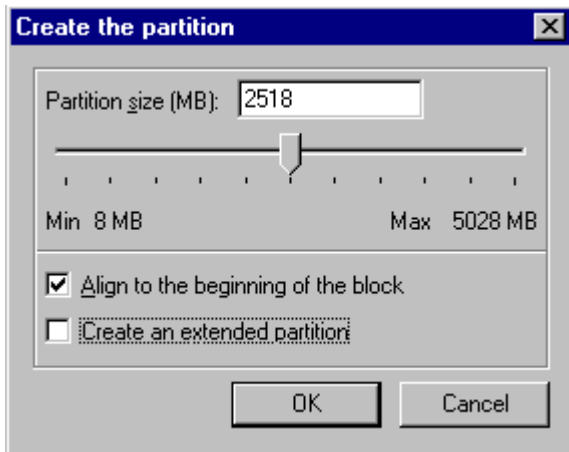 Create the partition
Partition size (MB): 2518
Min 8 MB Max 5028 MB
Align to the beginning of the block
Create an extended partition
OK Cancel